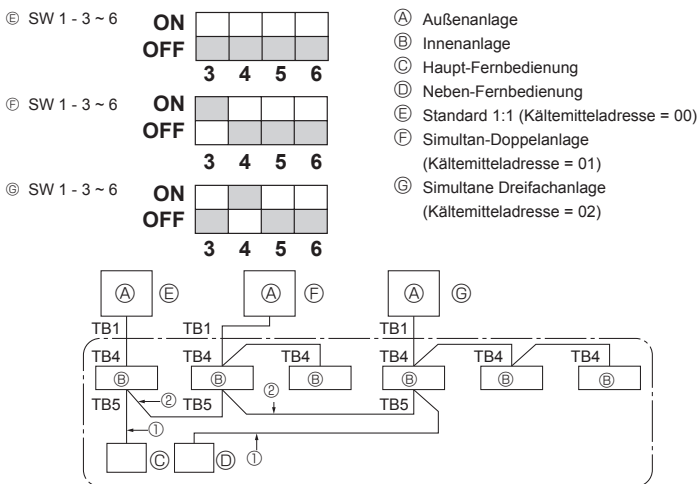 Ⓔ SW 1 - 3 ~ 6
ON
OFF
3 4 5 6
Ⓕ SW 1 - 3 ~ 6
ON
OFF
3 4 5 6
Ⓖ SW 1 - 3 ~ 6
ON
OFF
3 4 5 6
Ⓐ Außenanlage
Ⓑ Innenanlage
Ⓒ Haupt-Fernbedienung
Ⓓ Neben-Fernbedienung
Ⓔ Standard 1:1 (Kältemitteladresse = 00)
Ⓕ Simultan-Doppelanlage
(Kältemitteladresse = 01)
Ⓖ Simultane Dreifachanlage
(Kältemitteladresse = 02)
Ⓐ Ⓔ Ⓐ Ⓕ Ⓐ Ⓖ
TB1 TB1 TB1
TB4 TB4 TB4 TB4 TB4 TB4
Ⓑ Ⓑ Ⓑ Ⓑ Ⓑ Ⓑ
TB5 ② TB5 ② TB5
①
Ⓒ Ⓓ ①